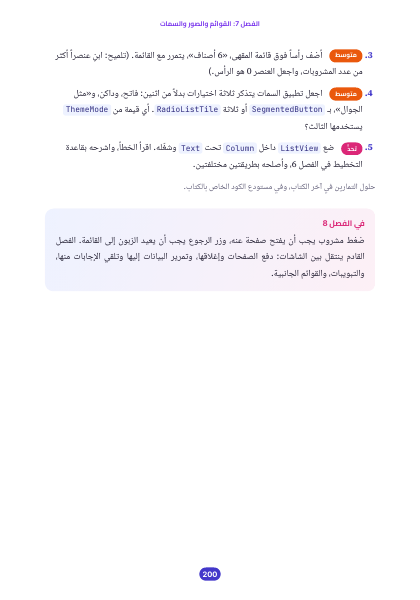 الفصل 7: القوائم والصور والسمات
3. متوسط أضف رأساً فوق قائمة المقهى، «6 أصناف»، يتمرر مع القائمة. (تلميح: ابنِ عنصراً أكثر
من عدد المشروبات، واجعل العنصر 0 هو الرأس.)
4. متوسط اجعل تطبيق السمات يتذكر ثلاثة اختيارات بدلاً من اثنين: فاتح، وداكن، و«مثل
الجوال»، بـ SegmentedButton أو ثلاثة RadioListTile. أي قيمة من ThemeMode
يستخدمها الثالث؟
5. تحدٍّ ضع ListView داخل Column تحت Text وشغّله. اقرأ الخطأ، واشرحه بقاعدة
التخطيط في الفصل 6، وأصلحه بطريقتين مختلفتين.
حلول التمارين في آخر الكتاب، وفي مستودع الكود الخاص بالكتاب.
في الفصل 8
ضغط مشروب يجب أن يفتح صفحة عنه، وزر الرجوع يجب أن يعيد الزبون إلى القائمة. الفصل
القادم ينتقل بين الشاشات: دفع الصفحات وإغلاقها، وتمرير البيانات إليها وتلقي الإجابات منها،
والتبويبات، والقوائم الجانبية.
200